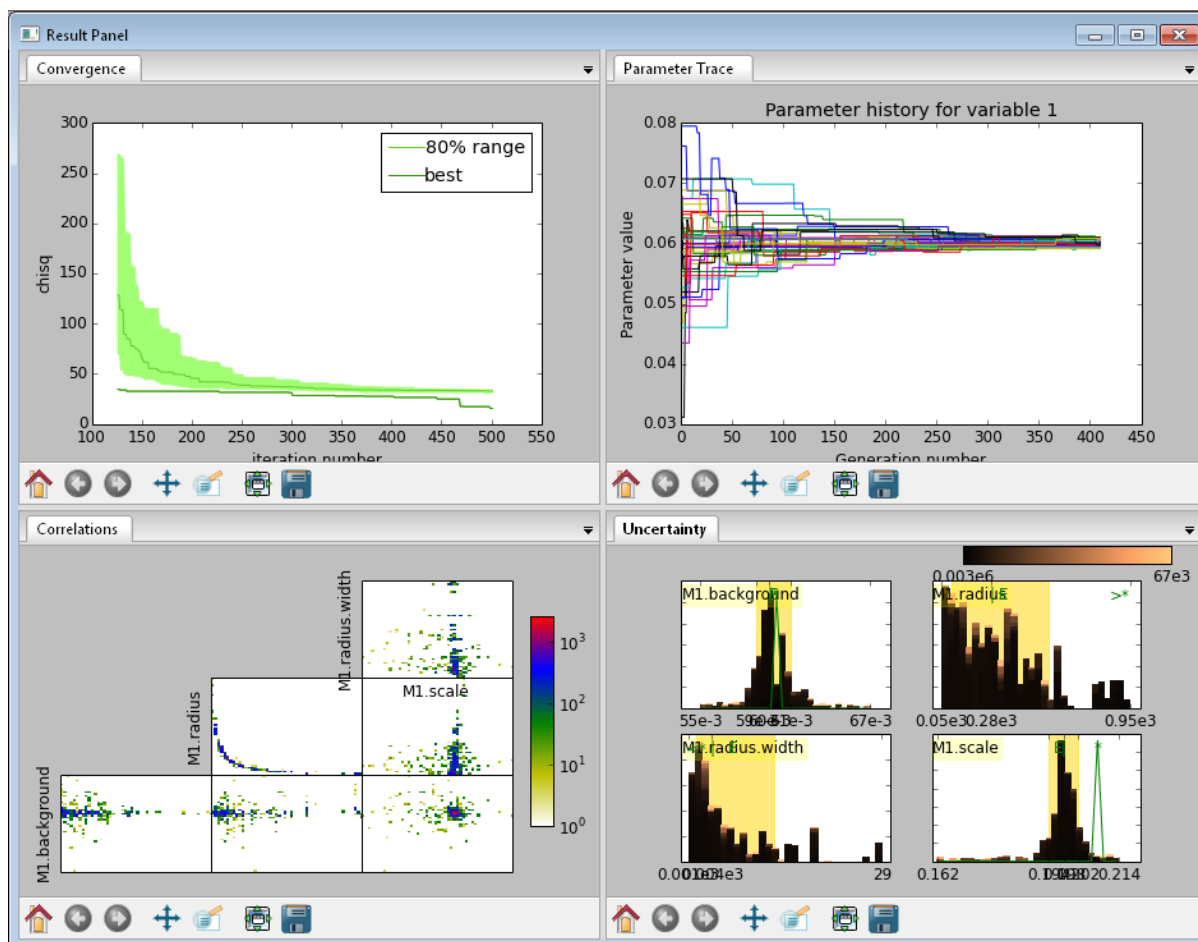 Result Panel
Convergence
300
250
200
150
100
50
0
chisq
80% range
best
100 150 200 250 300 350 400 450 500 550
iteration number
Parameter Trace
Parameter history for variable 1
0.08
0.07
0.06
0.05
0.04
0.03
Parameter value
0 50 100 150 200 250 300 350 400 450
Generation number
Correlations
M1.radius.width
M1.scale
M1.radius
M1.background
10³
10²
10¹
10⁰
Uncertainty
0.003e6 67e3
M1.background
E
55e-3 67e-3
M1.radius
|E >*
0.05e3 0.28e3 0.95e3
M1.radius.width
29
M1.scale
E *
0.162 0.214